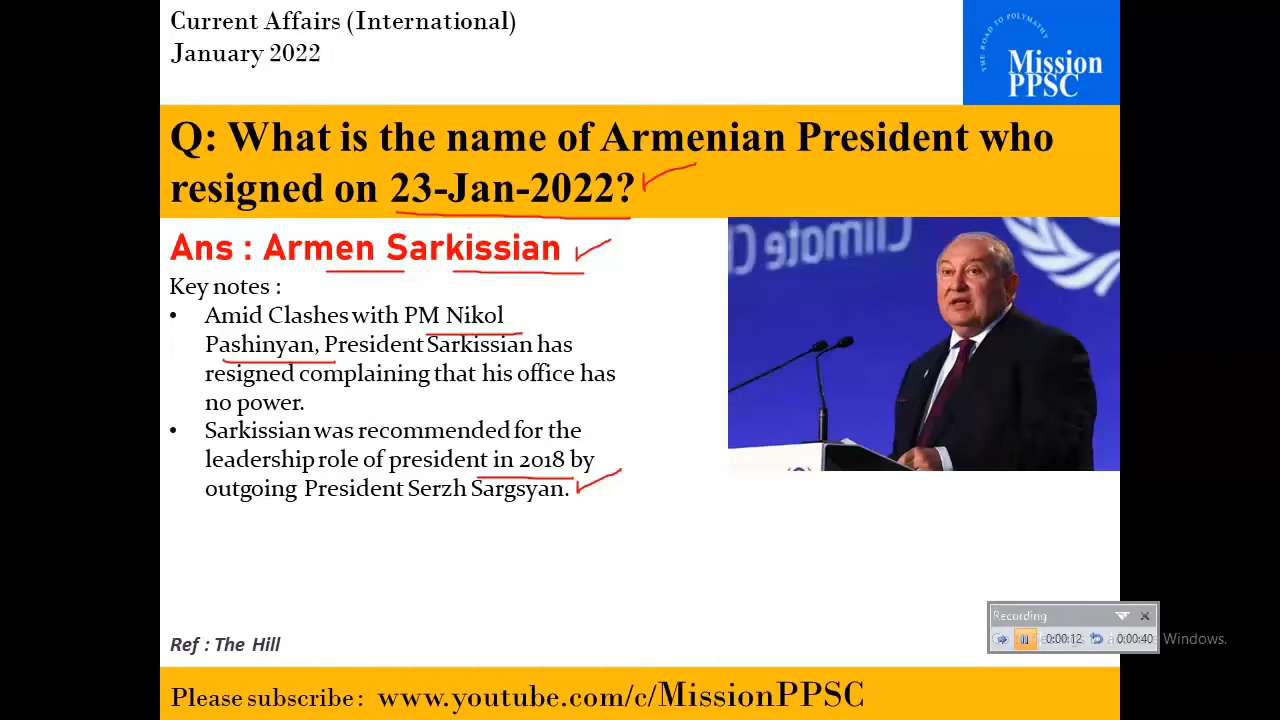 Current Affairs (International)
January 2022
THE ROAD TO POLYMATHY
Mission
PPSC
Q: What is the name of Armenian President who
resigned on 23-Jan-2022?
Ans : Armen Sarkissian
Climate C
Key notes :
• Amid Clashes with PM Nikol
Pashinyan, President Sarkissian has
resigned complaining that his office has
no power.
• Sarkissian was recommended for the
leadership role of president in 2018 by
outgoing President Serzh Sargsyan.
Recording
0:00:12 0:00:40 Windows.
Ref : The Hill
Please subscribe : www.youtube.com/c/MissionPPSC